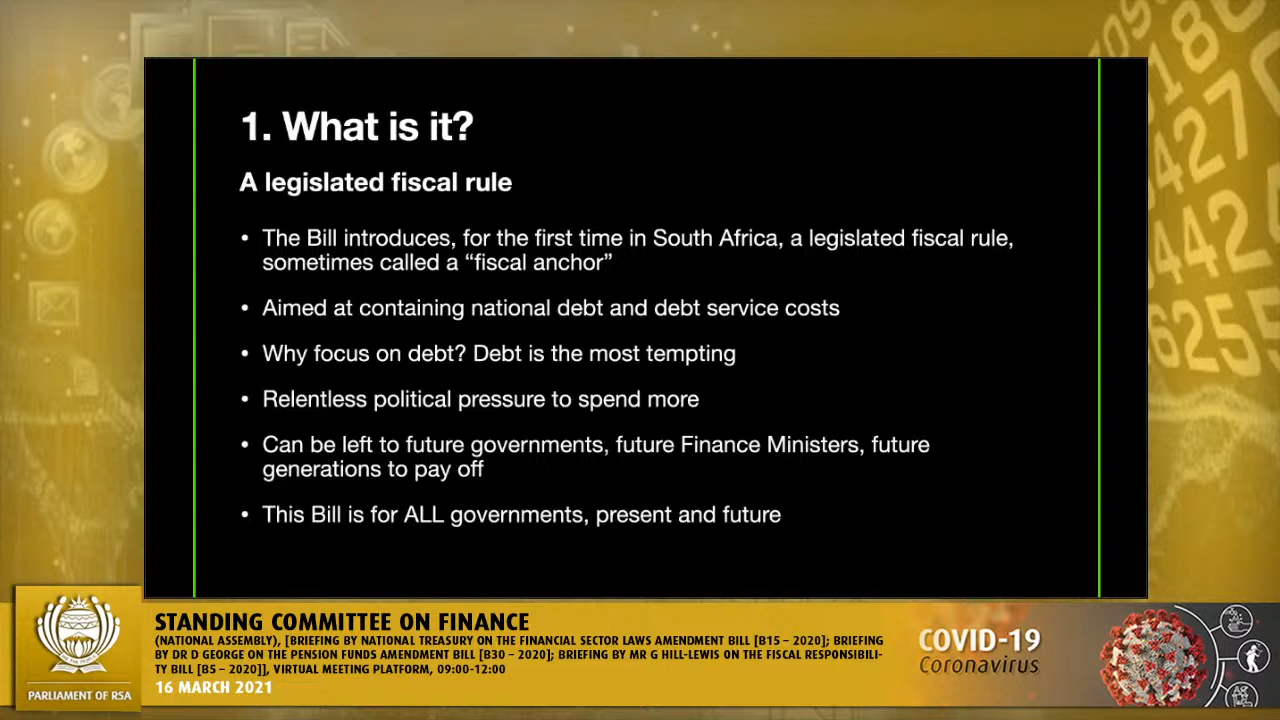 1. What is it?
A legislated fiscal rule
• The Bill introduces, for the first time in South Africa, a legislated fiscal rule,
sometimes called a “fiscal anchor”
• Aimed at containing national debt and debt service costs
• Why focus on debt? Debt is the most tempting
• Relentless political pressure to spend more
• Can be left to future governments, future Finance Ministers, future
generations to pay off
• This Bill is for ALL governments, present and future
STANDING COMMITTEE ON FINANCE
(NATIONAL ASSEMBLY), [BRIEFING BY NATIONAL TREASURY ON THE FINANCIAL SECTOR LAWS AMENDMENT BILL [B15 – 2020]; BRIEFING
BY DR D GEORGE ON THE PENSION FUNDS AMENDMENT BILL [B30 – 2020]; BRIEFING BY MR G HILL-LEWIS ON THE FISCAL RESPONSIBILI-
TY BILL [B5 – 2020]], VIRTUAL MEETING PLATFORM, 09:00-12:00
16 MARCH 2021
PARLIAMENT OF RSA
COVID-19
Coronavirus
6255